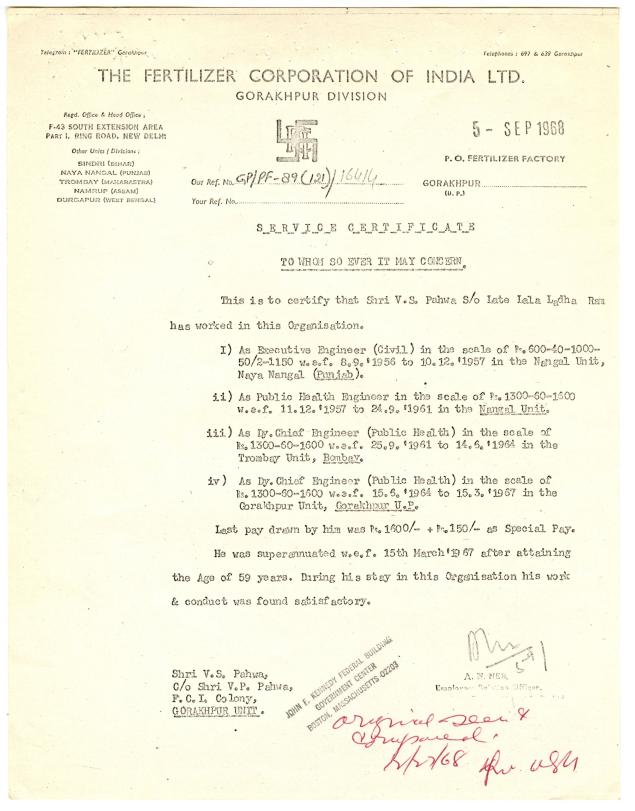 Telegram : "FERTILIZER" Gorakhpur
Telephones : 697 & 639 Gorakhpur
THE FERTILIZER CORPORATION OF INDIA LTD.
GORAKHPUR DIVISION
Regd. Office & Head Office ;
F-43 SOUTH EXTENSION AREA
PART I, RING ROAD, NEW DELHI
Other Units / Divisions ;
SINDRI (BIHAR)
NAYA NANGAL (PUNJAB)
TROMBAY (MAHARASTRA)
NAMRUP (ASSAM)
DURGAPUR (WEST BENGAL)
5 - SEP 1968
P. O. FERTILIZER FACTORY
Our Ref. No. GP/PF-89(121)/16414
GORAKHPUR
(U. P.)
Your Ref. No.
SERVICE CERTIFICATE
TO WHOM SO EVER IT MAY CONCERN.
This is to certify that Shri V.S. Pahwa S/o Late Lala Ladha Ram
has worked in this Organisation.
I) As Executive Engineer (Civil) in the scale of Rs.600-40-1000-
50/2-1150 w.e.f. 8.9.'1956 to 10.12.'1957 in the Nangal Unit,
Naya Nangal (Punjab).
ii) As Public Health Engineer in the scale of Rs.1300-60-1600
w.e.f. 11.12.'1957 to 24.9.'1961 in the Nangal Unit.
iii) As Dy.Chief Engineer (Public Health) in the scale of
Rs.1300-60-1600 w.e.f. 25.9.'1961 to 14.6.'1964 in the
Trombay Unit, Bombay.
iv) As Dy.Chief Engineer (Public Health) in the scale of
Rs.1300-60-1600 w.e.f. 15.6.'1964 to 15.3.'1967 in the
Gorakhpur Unit, Gorakhpur U.P.
Last pay drawn by him was Rs.1600/- + Rs.150/- as Special Pay.
He was superannuated w.e.f. 15th March'1967 after attaining
the Age of 59 years. During his stay in this Organisation his work
& conduct was found satisfactory.
Shri V.S. Pahwa,
C/o Shri V.P. Pahwa,
F.C.I. Colony,
GORAKHPUR UNIT.
JOHN F. KENNEDY FEDERAL BUILDING
GOVERNMENT CENTER
BOSTON, MASSACHUSETTS 02203
Officer.
F. C. I.
original seen &
compared.